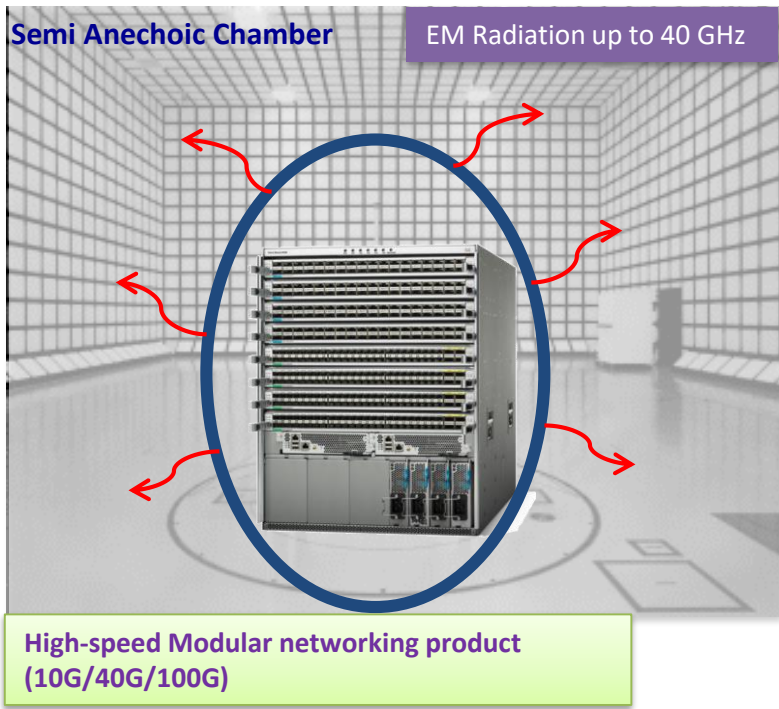 Semi Anechoic Chamber
EM Radiation up to 40 GHz
High-speed Modular networking product
(10G/40G/100G)